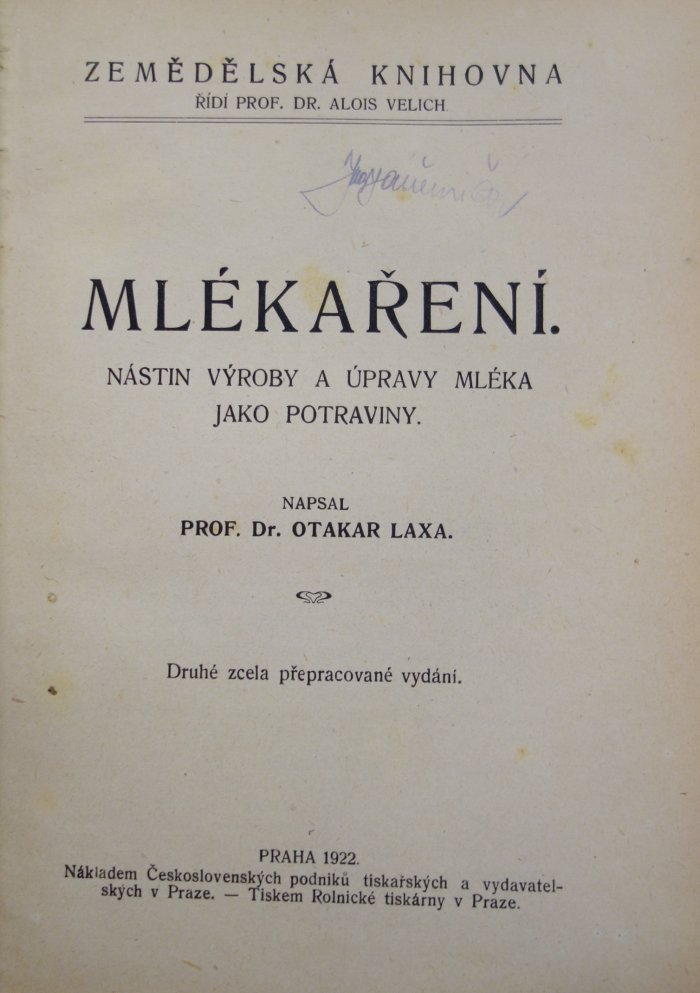 ZEMĚDĚLSKÁ KNIHOVNA
ŘÍDÍ PROF. DR. ALOIS VELICH
MLÉKAŘENÍ.
NÁSTIN VÝROBY A ÚPRAVY MLÉKA
JAKO POTRAVINY.
NAPSAL
PROF. Dr. OTAKAR LAXA.
Druhé zcela přepracované vydání.
PRAHA 1922.
Nákladem Československých podniků tiskařských a vydavatel-
ských v Praze. — Tiskem Rolnické tiskárny v Praze.